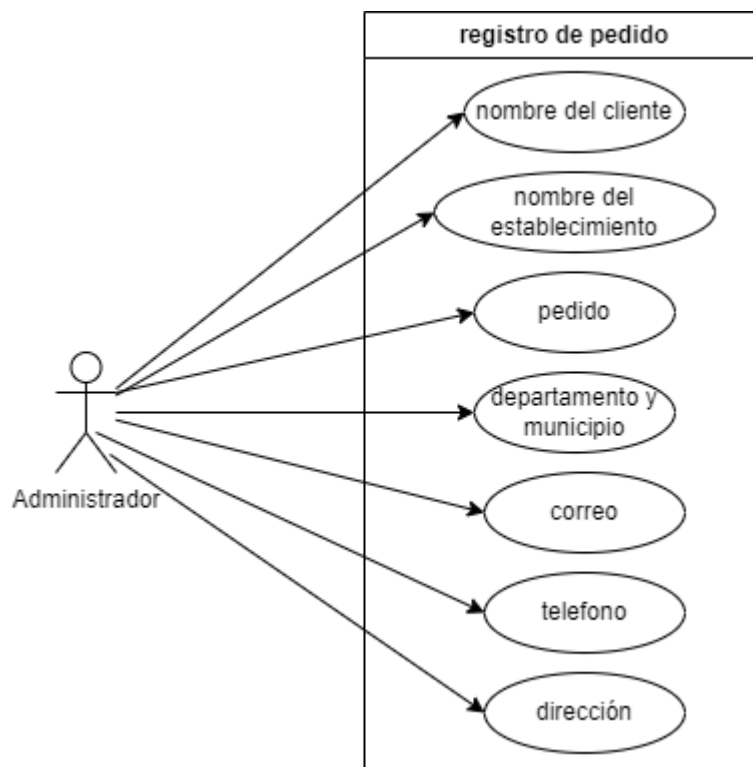 registro de pedido
nombre del cliente
nombre del
establecimiento
pedido
departamento y
municipio
Administrador
correo
telefono
dirección